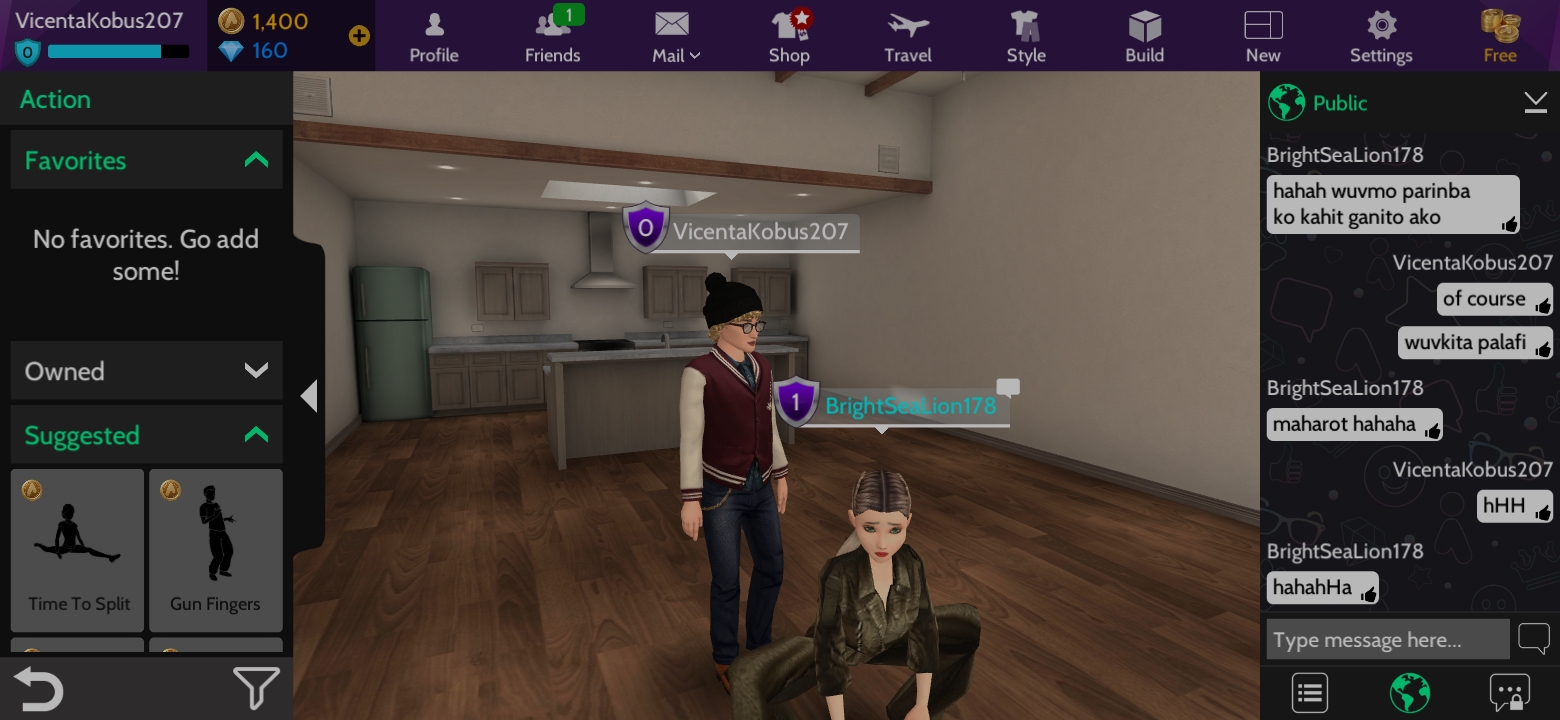 VicentaKobus207
0
1,400
160
1
Profile
Friends
Mail
Shop
Travel
Style
Build
New
Settings
Free
Action
Favorites
No favorites. Go add
some!
Owned
Suggested
Time To Split
Gun Fingers
0
VicentaKobus207
1
BrightSeaLion178
Public
BrightSeaLion178
hahah wuvmo parinba
ko kahit ganito ako
VicentaKobus207
of course
wuvkita palafi
BrightSeaLion178
maharot hahaha
VicentaKobus207
hHH
BrightSeaLion178
hahahHa
Type message here...